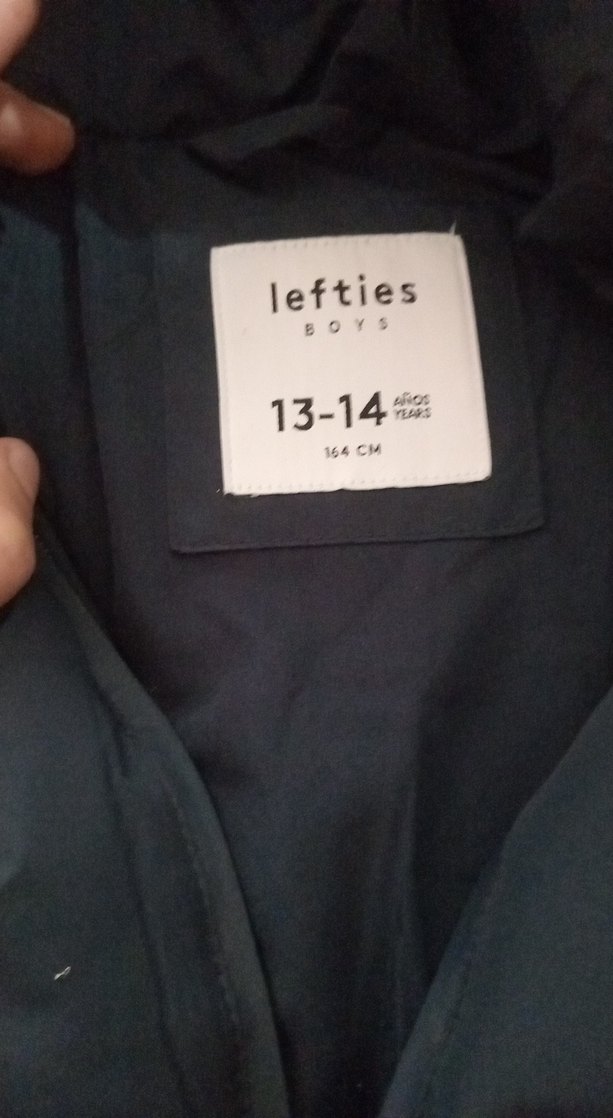 lefties
BOYS
13-14 AÑOS
YEARS
164 CM